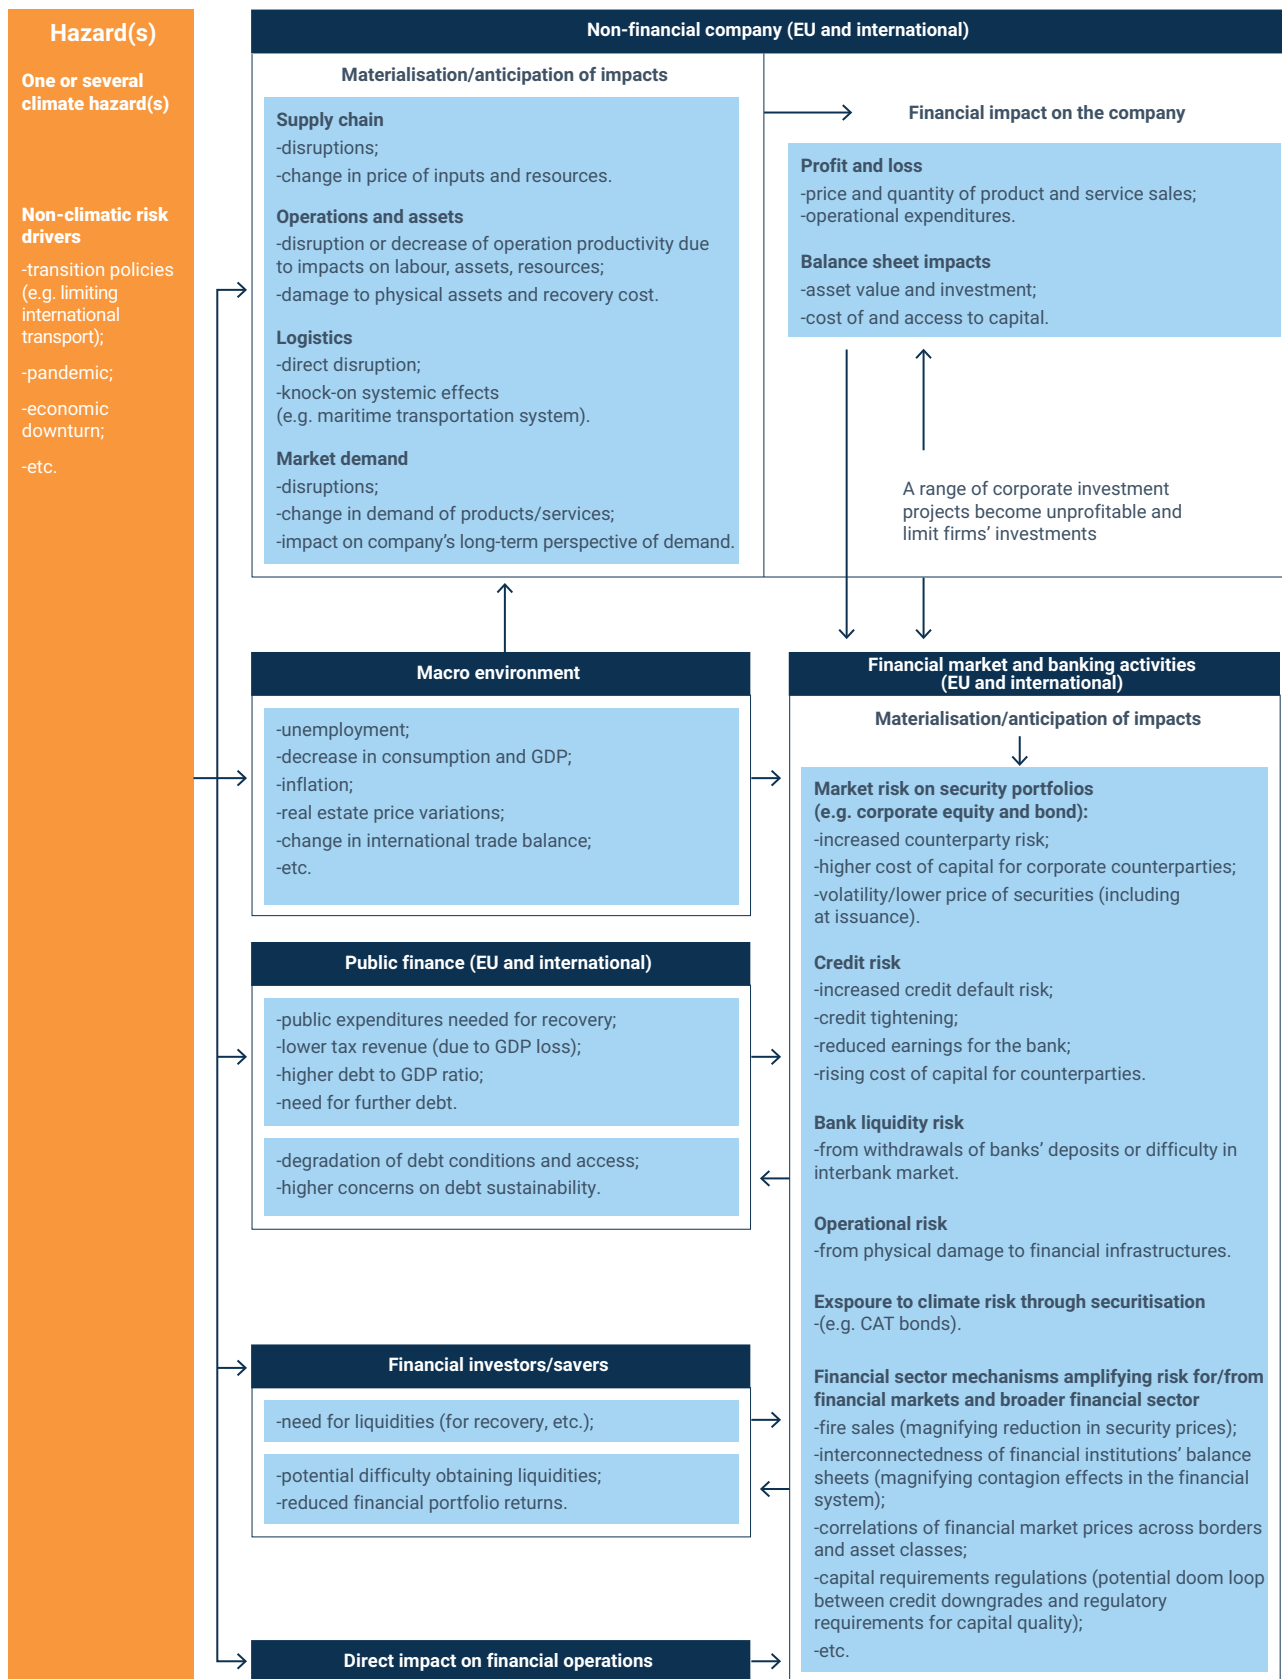 Hazard(s)
One or several
climate hazard(s)
Non-climatic risk
drivers
-transition policies
(e.g. limiting
international
transport);
-pandemic;
-economic
downturn;
-etc.
Non-financial company (EU and international)
Materialisation/anticipation of impacts
Supply chain
-disruptions;
-change in price of inputs and resources.
Operations and assets
-disruption or decrease of operation productivity due
to impacts on labour, assets, resources;
-damage to physical assets and recovery cost.
Logistics
-direct disruption;
-knock-on systemic effects
(e.g. maritime transportation system).
Market demand
-disruptions;
-change in demand of products/services;
-impact on company's long-term perspective of demand.
Financial impact on the company
Profit and loss
-price and quantity of product and service sales;
-operational expenditures.
Balance sheet impacts
-asset value and investment;
-cost of and access to capital.
A range of corporate investment
projects become unprofitable and
limit firms' investments
Macro environment
-unemployment;
-decrease in consumption and GDP;
-inflation;
-real estate price variations;
-change in international trade balance;
-etc.
Public finance (EU and international)
-public expenditures needed for recovery;
-lower tax revenue (due to GDP loss);
-higher debt to GDP ratio;
-need for further debt.
-degradation of debt conditions and access;
-higher concerns on debt sustainability.
Financial investors/savers
-need for liquidities (for recovery, etc.);
-potential difficulty obtaining liquidities;
-reduced financial portfolio returns.
Direct impact on financial operations
Financial market and banking activities
(EU and international)
Materialisation/anticipation of impacts
Market risk on security portfolios
(e.g. corporate equity and bond):
-increased counterparty risk;
-higher cost of capital for corporate counterparties;
-volatility/lower price of securities (including
at issuance).
Credit risk
-increased credit default risk;
-credit tightening;
-reduced earnings for the bank;
-rising cost of capital for counterparties.
Bank liquidity risk
-from withdrawals of banks' deposits or difficulty in
interbank market.
Operational risk
-from physical damage to financial infrastructures.
Exspoure to climate risk through securitisation
-(e.g. CAT bonds).
Financial sector mechanisms amplifying risk for/from
financial markets and broader financial sector
-fire sales (magnifying reduction in security prices);
-interconnectedness of financial institutions' balance
sheets (magnifying contagion effects in the financial
system);
-correlations of financial market prices across borders
and asset classes;
-capital requirements regulations (potential doom loop
between credit downgrades and regulatory
requirements for capital quality);
-etc.